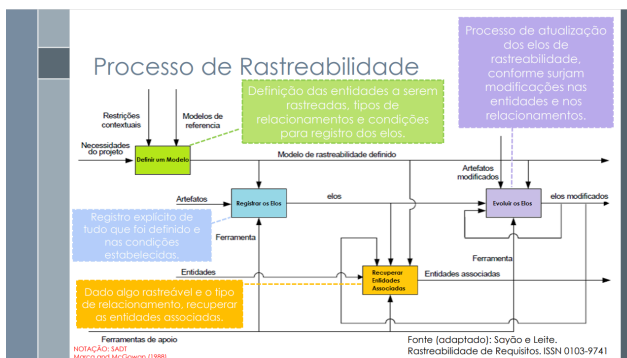 Processo de Rastreabilidade
Processo de atualização
dos elos de
rastreabilidade,
conforme surjam
modificações nas
entidades e nos
relacionamentos.
Definição das entidades a serem
rastreadas, tipos de
relacionamentos e condições
para registro dos elos.
Restrições
contextuais
Modelos de
referencia
Necessidades
do projeto
Definir um Modelo
Modelo de rastreabilidade definido
Artefatos
modificados
Artefatos
Registrar os Elos
elos
Evoluir os Elos
elos modificados
Registro explícito de
tudo que foi definido e
nas condições
estabelecidas.
Ferramenta
Ferramenta
Entidades
Recuperar
Entidades
Associadas
Entidades associadas
Dado algo rastreável e o tipo
de relacionamento, recuperar
as entidades associadas.
Ferramentas de apoio
NOTAÇÃO: SADT
Marca and McGowan (1988)
Fonte (adaptado): Sayão e Leite.
Rastreabilidade de Requisitos. ISSN 0103-9741